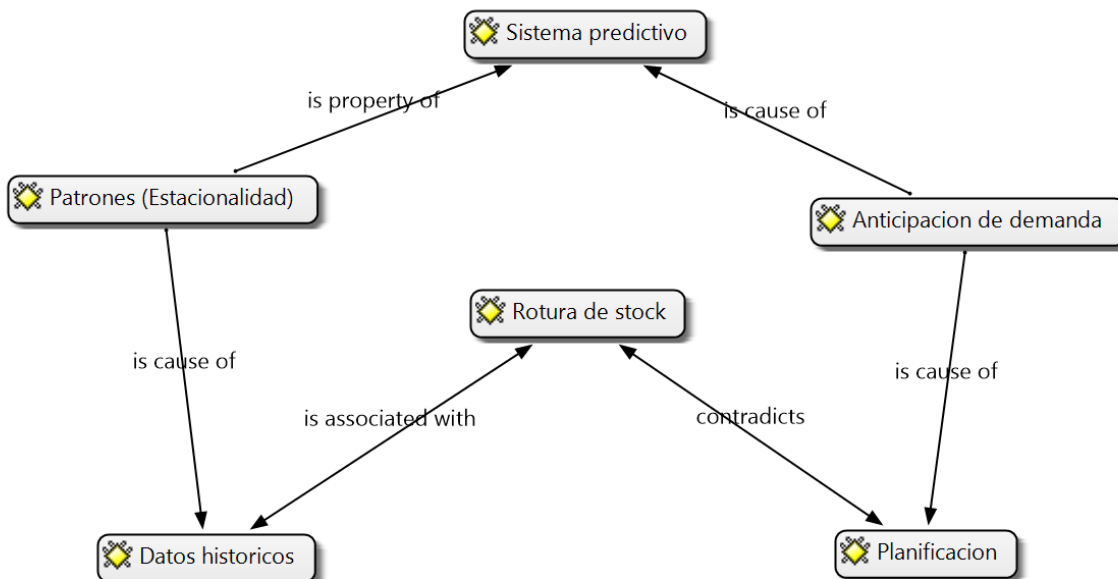 Sistema predictivo
is property of
is cause of
Patrones (Estacionalidad)
Anticipacion de demanda
Rotura de stock
is cause of
is cause of
is associated with
contradicts
Datos historicos
Planificacion